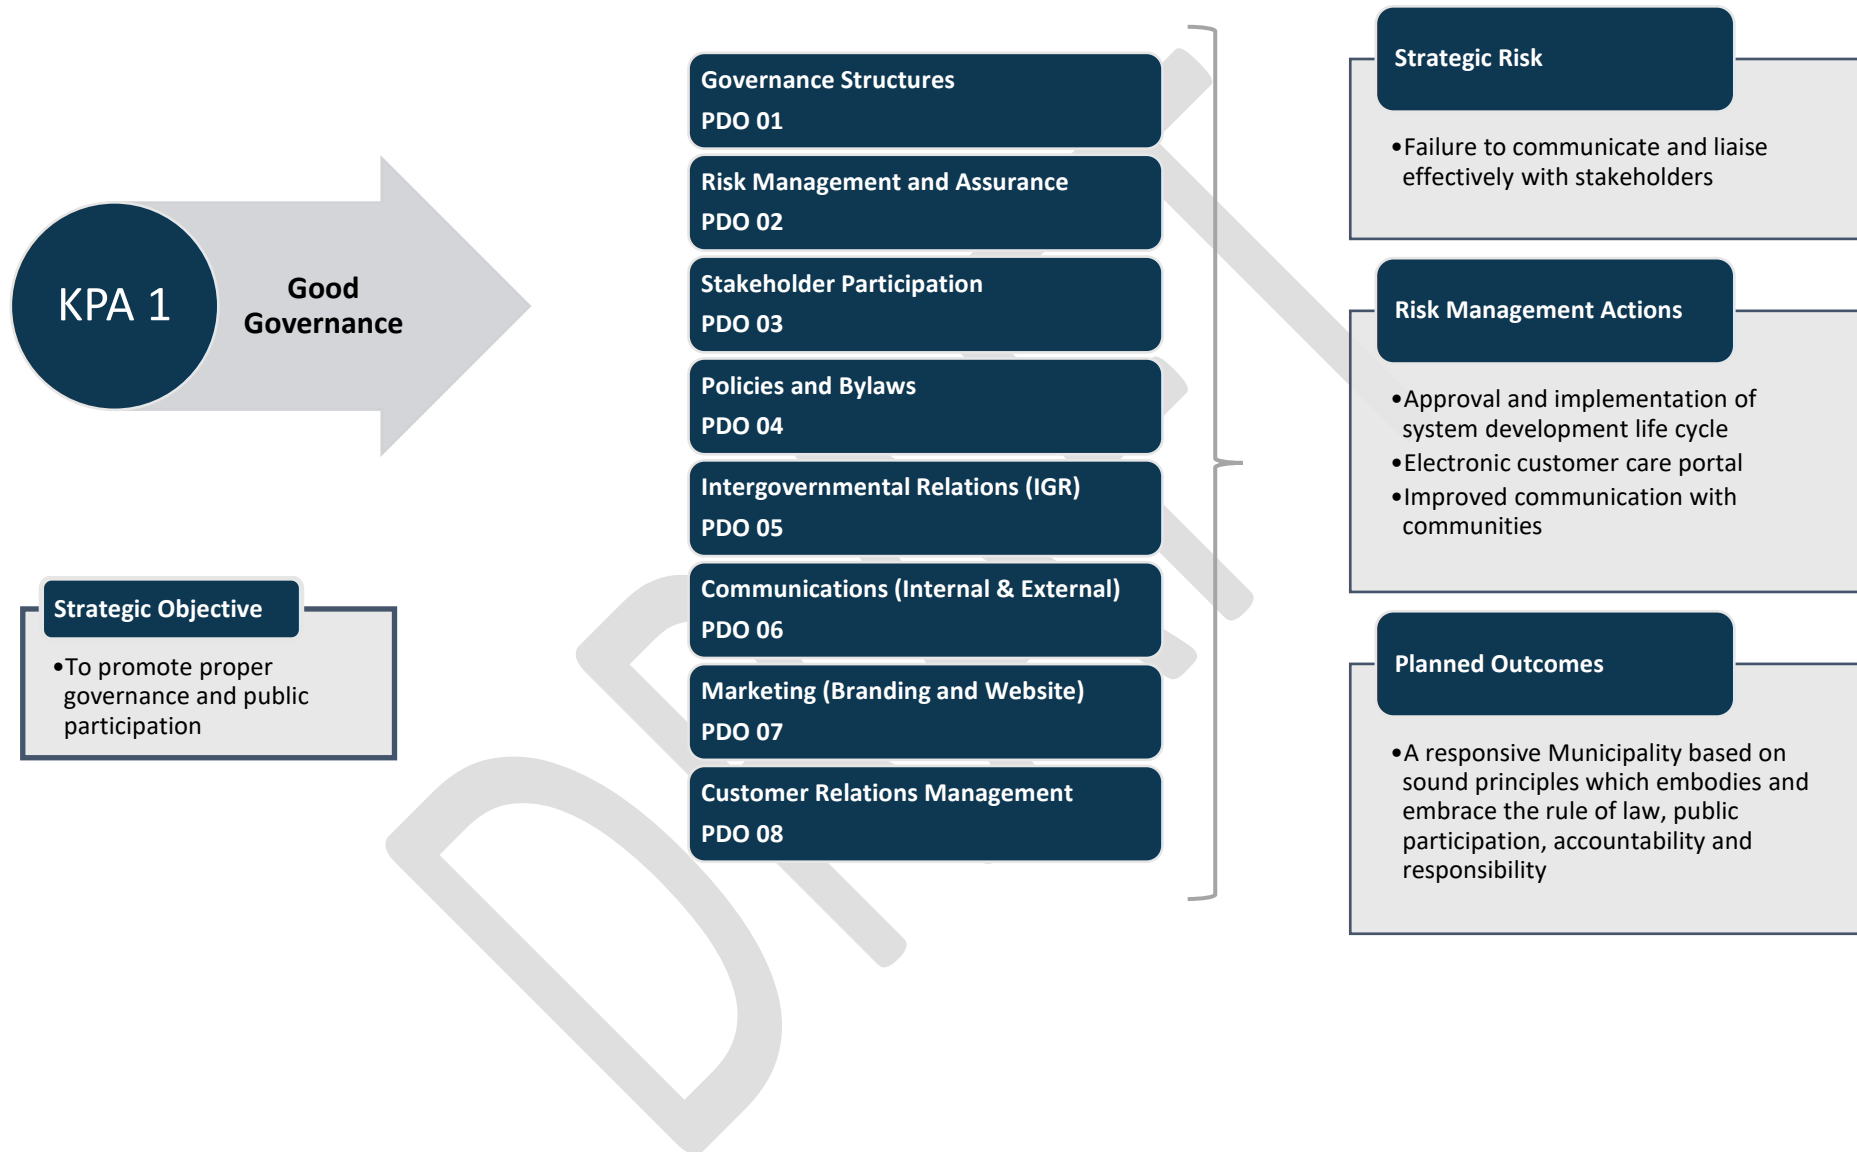 KPA 1
Good
Governance
Strategic Objective
•To promote proper
governance and public
participation
Governance Structures
PDO 01
Risk Management and Assurance
PDO 02
Stakeholder Participation
PDO 03
Policies and Bylaws
PDO 04
Intergovernmental Relations (IGR)
PDO 05
Communications (Internal & External)
PDO 06
Marketing (Branding and Website)
PDO 07
Customer Relations Management
PDO 08
Strategic Risk
•Failure to communicate and liaise
effectively with stakeholders
Risk Management Actions
•Approval and implementation of
system development life cycle
•Electronic customer care portal
•Improved communication with
communities
Planned Outcomes
•A responsive Municipality based on
sound principles which embodies and
embrace the rule of law, public
participation, accountability and
responsibility
DRAFT